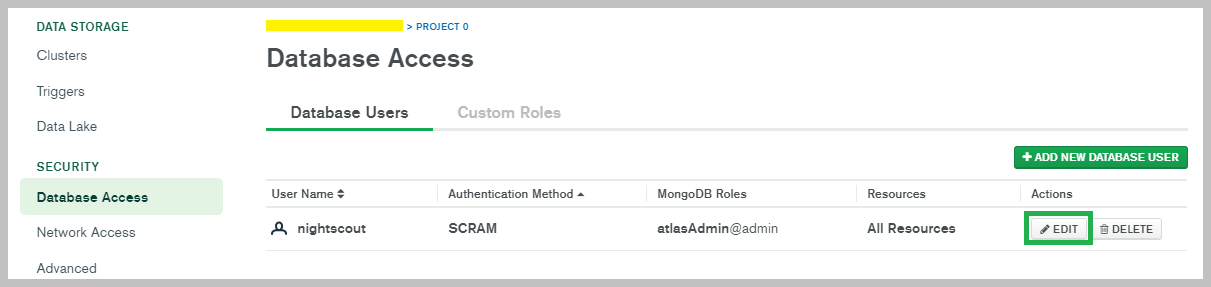 DATA STORAGE
Clusters
Triggers
Data Lake
SECURITY
Database Access
Network Access
Advanced
> PROJECT 0
Database Access
Database Users
Custom Roles
ADD NEW DATABASE USER
User Name Authentication Method MongoDB Roles Resources Actions
nightscout SCRAM atlasAdmin@admin All Resources EDIT DELETE